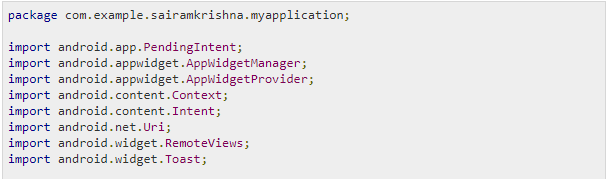 package com.example.sairamkrishna.myapplication;
import android.app.PendingIntent;
import android.appwidget.AppWidgetManager;
import android.appwidget.AppWidgetProvider;
import android.content.Context;
import android.content.Intent;
import android.net.Uri;
import android.widget.RemoteViews;
import android.widget.Toast;